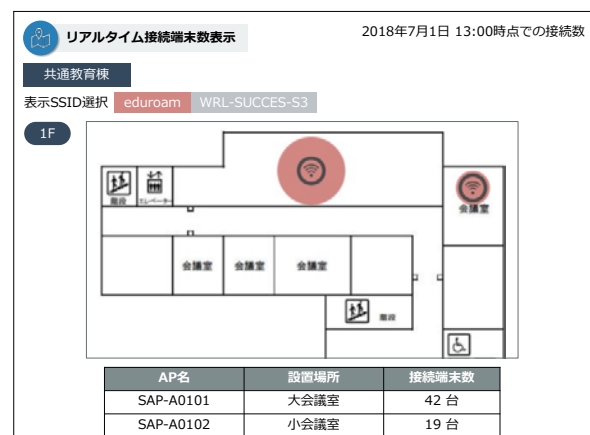 リアルタイム接続端末数表示
2018年7月1日 13:00時点での接続数
共通教育棟
表示SSID選択 eduroam WRL-SUCCES-S3
1F
階段 エレベーター
会議室
会議室 会議室 会議室
階段
AP名 設置場所 接続端末数
SAP-A0101 大会議室 42 台
SAP-A0102 小会議室 19 台